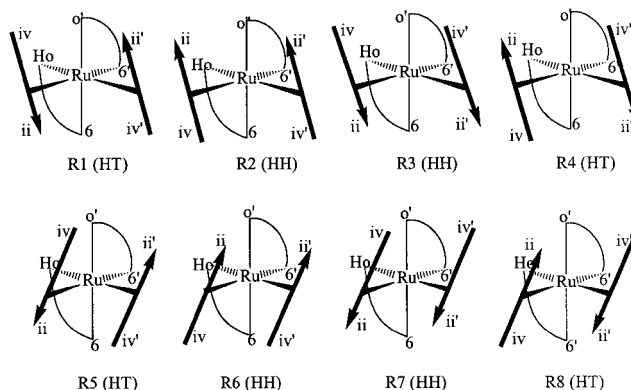 o' o' o' o'
iv ii' ii ii' iv iv' ii iv'
Ho Ru 6' Ho Ru 6' Ho Ru 6' Ho Ru 6'
ii 6 iv' iv 6 iv' ii 6 ii' iv 6 ii'
R1 (HT) R2 (HH) R3 (HH) R4 (HT)
o' o' o' o'
iv ii' ii ii' iv iv' ii iv'
Ho Ru 6' Ho Ru 6' Ho Ru 6' Ho Ru 6'
ii 6 iv' iv 6 iv' ii 6 ii' iv 6' ii'
R5 (HT) R6 (HH) R7 (HH) R8 (HT)